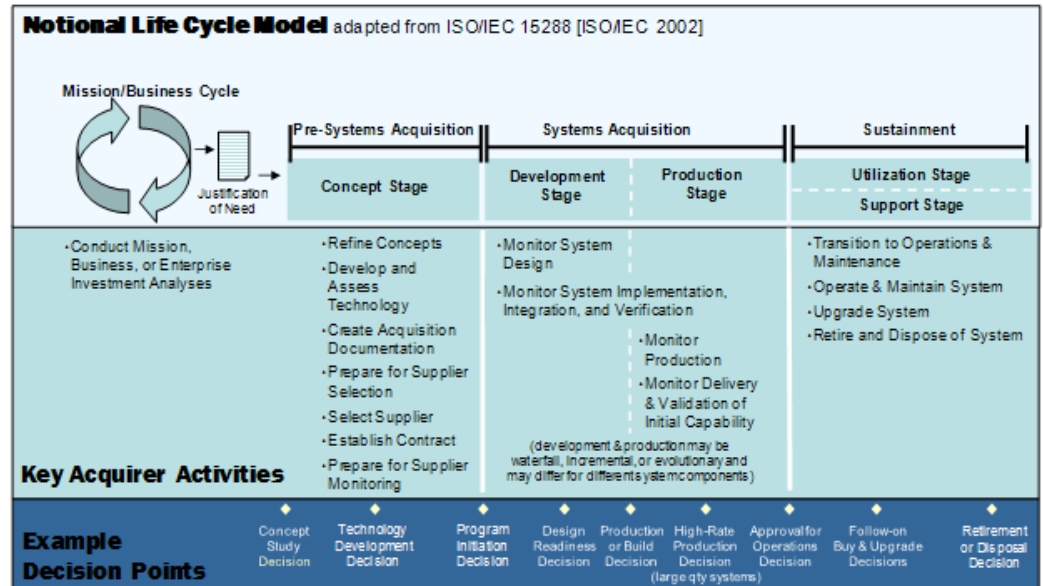 Notional Life Cycle Model adapted from ISO/IEC 15288 [ISO/IEC 2002]
Mission/Business Cycle
Justification
of Need
Pre-Systems Acquisition
Systems Acquisition
Sustainment
Concept Stage
Development
Stage
Production
Stage
Utilization Stage
Support Stage
•Conduct Mission,
Business, or Enterprise
Investment Analyses
•Refine Concepts
•Develop and
Assess
Technology
•Create Acquisition
Documentation
•Prepare for Supplier
Selection
•Select Supplier
•Establish Contract
•Prepare for Supplier
Monitoring
•Monitor System
Design
•Monitor System Implementation,
Integration, and Verification
•Monitor
Production
•Monitor Delivery
& Validation of
Initial Capability
(development & production may be
waterfall, incremental, or evolutionary and
may differ for different system components)
•Transition to Operations &
Maintenance
•Operate & Maintain System
•Upgrade System
•Retire and Dispose of System
Key Acquirer Activities
Example
Decision Points
Concept
Study
Decision
Technology
Development
Decision
Program
Initiation
Decision
Design
Readiness
Decision
Production
or Build
Decision
High-Rate
Production
Decision
(large qty systems)
Approval for
Operations
Decision
Follow-on
Buy & Upgrade
Decisions
Retirement
or Disposal
Decision